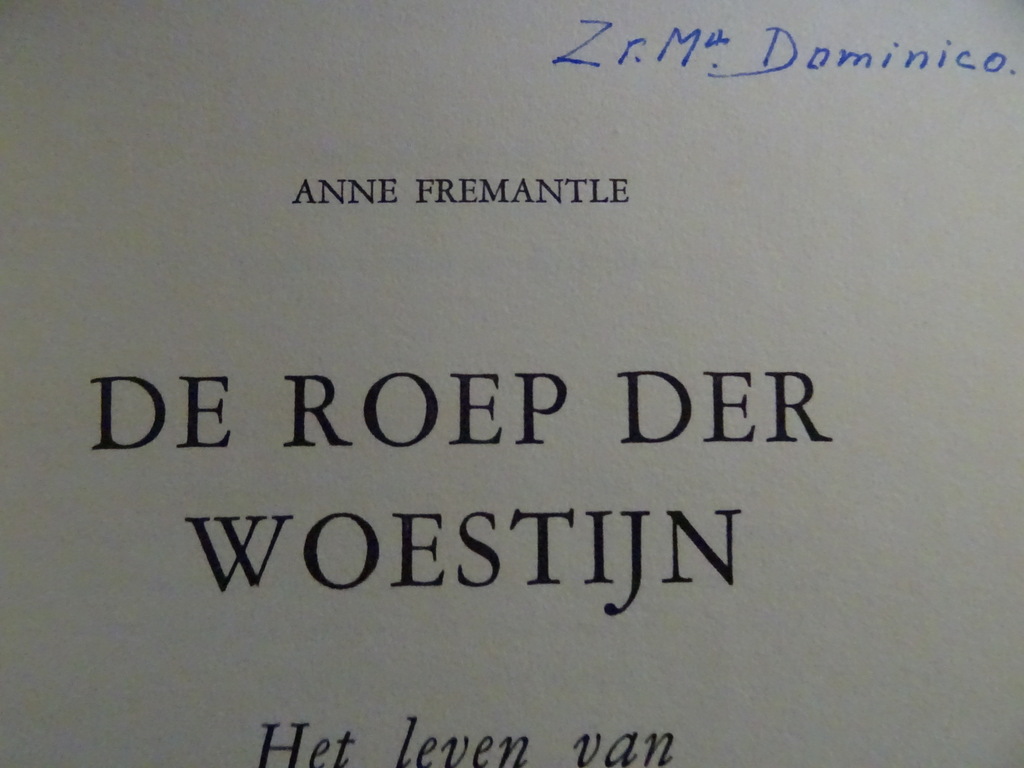 Zr. Ma. Dominico.
ANNE FREMANTLE
DE ROEP DER
WOESTIJN
Het leven van